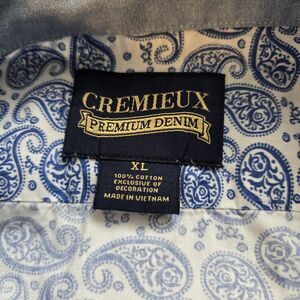 CREMIEUX
PREMIUM DENIM
XL
100% COTTON
EXCLUSIVE OF
DECORATION
MADE IN VIETNAM